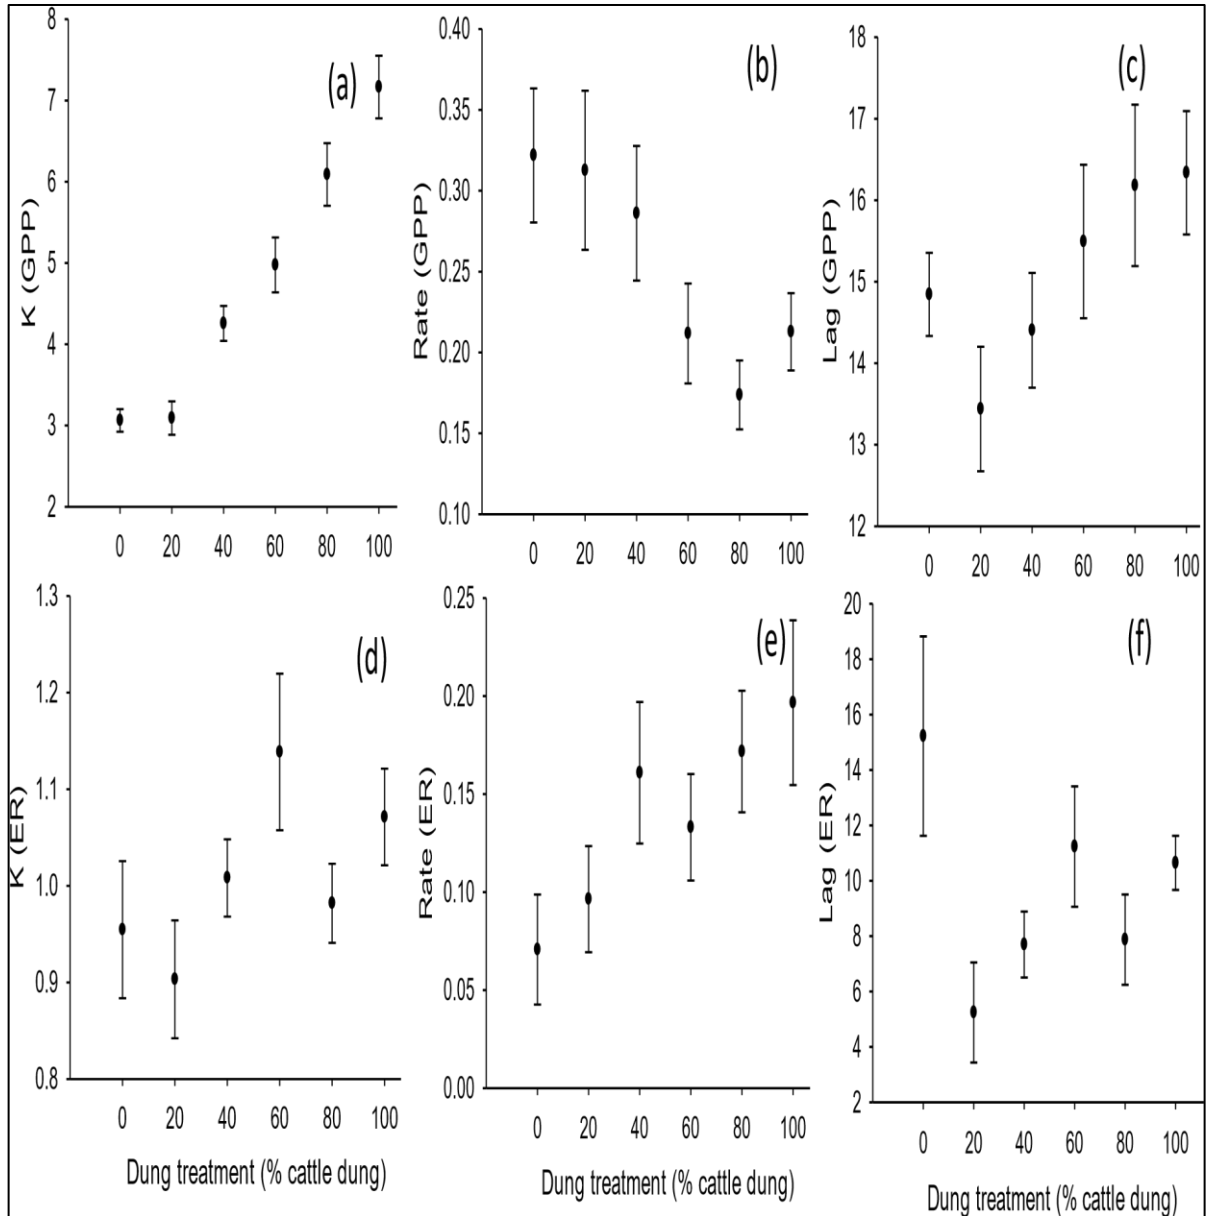 (a)
K (GPP)
8
7
6
5
4
3
2
0 20 40 60 80 100
(b)
Rate (GPP)
0.40
0.35
0.30
0.25
0.20
0.15
0.10
0 20 40 60 80 100
(c)
Lag (GPP)
18
17
16
15
14
13
12
0 20 40 60 80 100
(d)
K (ER)
1.3
1.2
1.1
1.0
0.9
0.8
0 20 40 60 80 100
Dung treatment (% cattle dung)
(e)
Rate (ER)
0.25
0.20
0.15
0.10
0.05
0.00
0 20 40 60 80 100
Dung treatment (% cattle dung)
(f)
Lag (ER)
20
18
16
14
12
10
8
6
4
2
0 20 40 60 80 100
Dung treatment (% cattle dung)